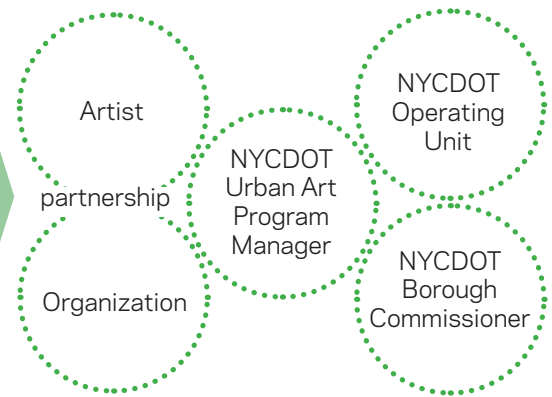 Artist
partnership
Organization
NYCDOT
Urban Art
Program
Manager
NYCDOT
Operating
Unit
NYCDOT
Borough
Commissioner